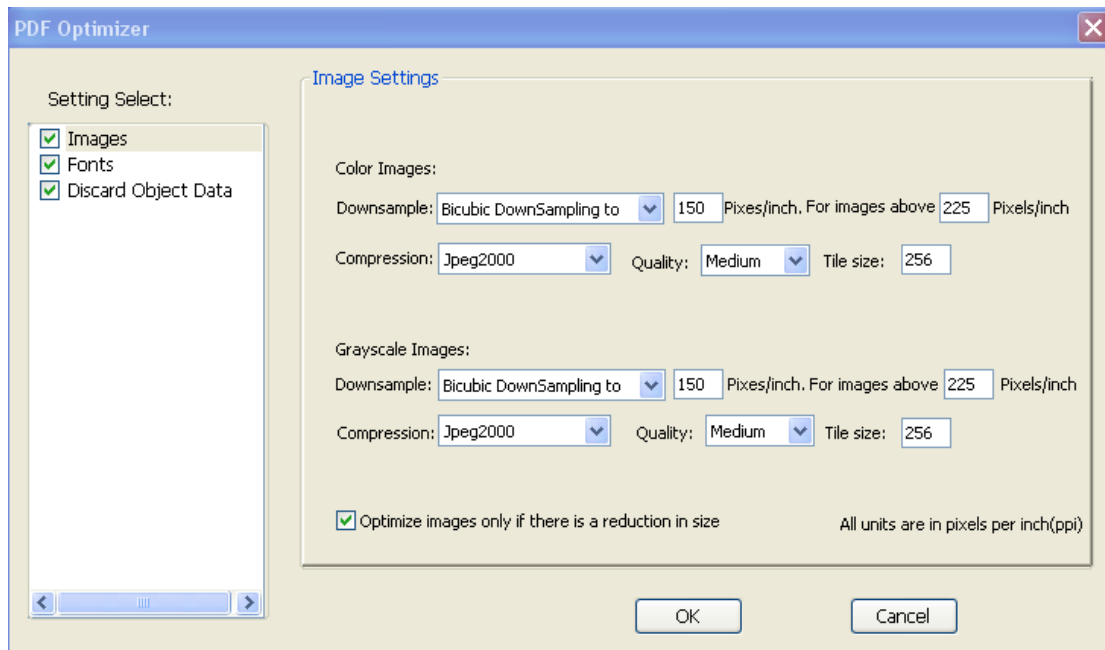 PDF Optimizer
Setting Select:
Images
Fonts
Discard Object Data
Image Settings
Color Images:
Downsample: Bicubic DownSampling to 150 Pixes/inch. For images above 225 Pixels/inch
Compression: Jpeg2000 Quality: Medium Tile size: 256
Grayscale Images:
Downsample: Bicubic DownSampling to 150 Pixes/inch. For images above 225 Pixels/inch
Compression: Jpeg2000 Quality: Medium Tile size: 256
Optimize images only if there is a reduction in size All units are in pixels per inch(ppi)
OK Cancel